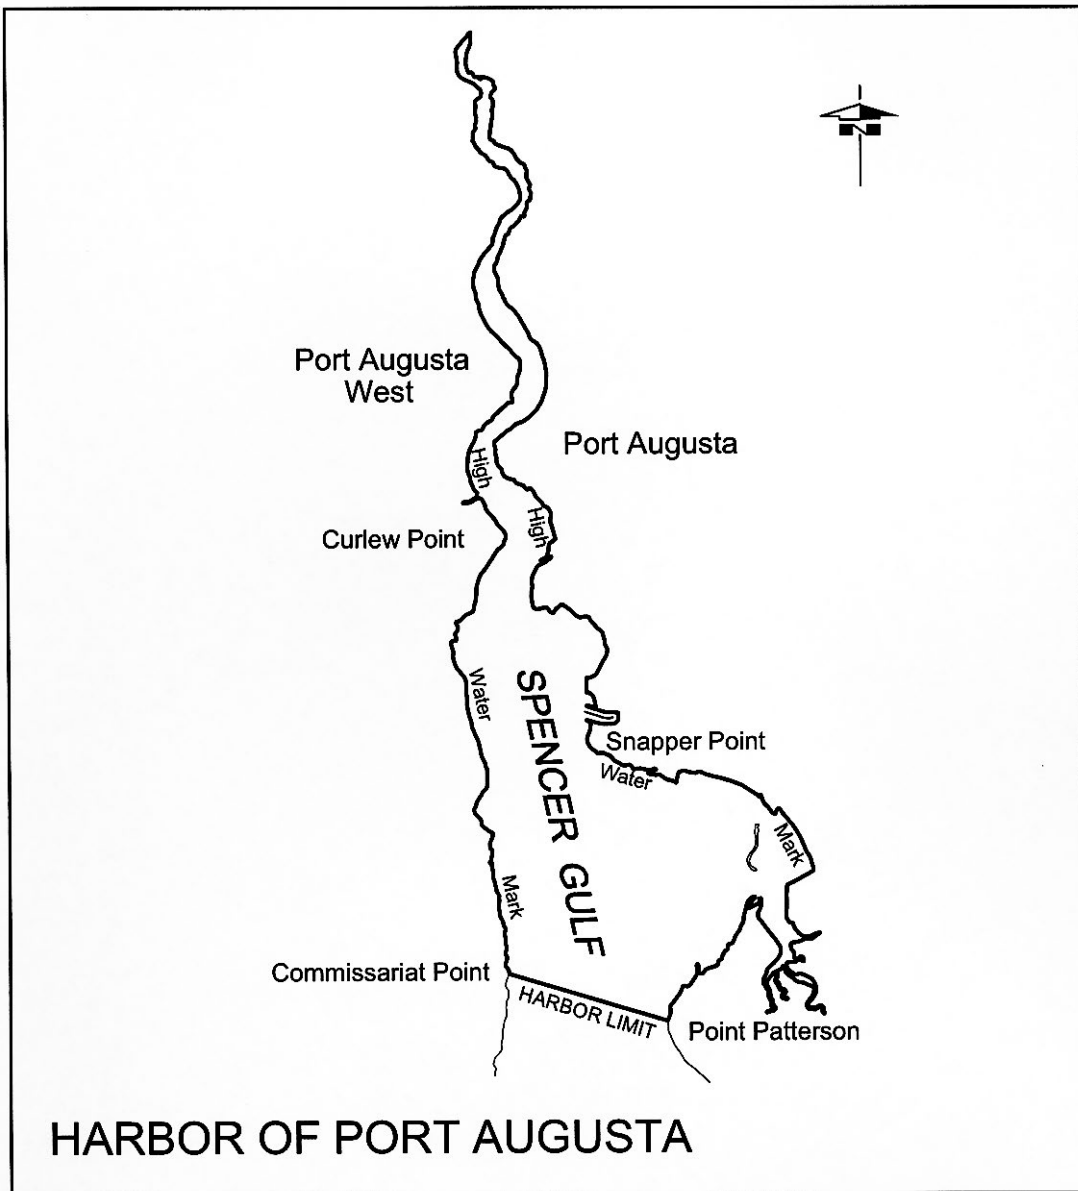 N
Port Augusta
West
Port Augusta
High
High
Curlew Point
Water
SPENCER GULF
Snapper Point
Water
Mark
Mark
Commissariat Point
HARBOR LIMIT
Point Patterson
HARBOR OF PORT AUGUSTA